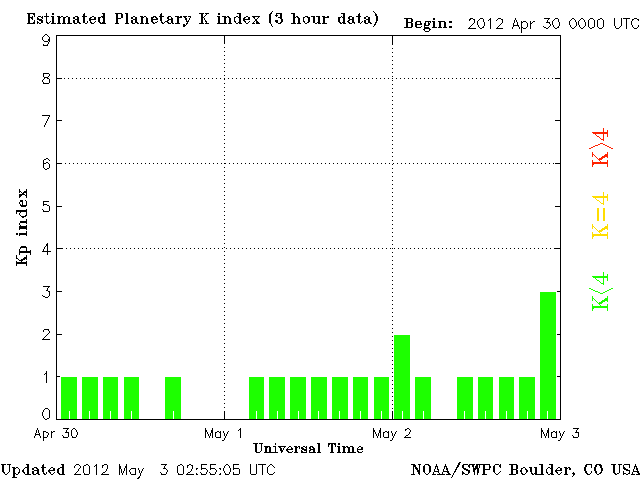 Estimated Planetary K index (3 hour data)
Begin: 2012 Apr 30 0000 UTC
9
8
7
6
5
4
3
2
1
0
Kp index
K>4
K=4
K<4
Apr 30
May 1
May 2
May 3
Universal Time
Updated 2012 May 3 02:55:05 UTC
NOAA/SWPC Boulder, CO USA